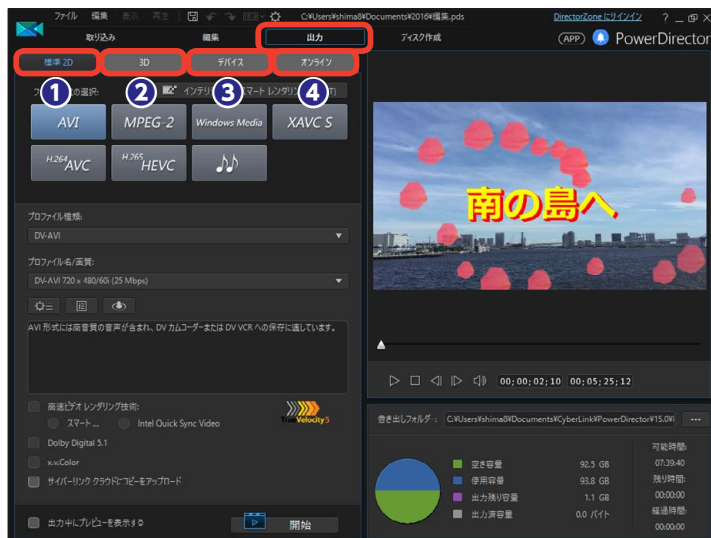 ファイル 編集 表示 再生 C:¥Users¥shima8¥Documents¥2016¥編集.pds DirectorZone にサインイン ?
取り込み 編集 出力 ディスク作成 (APP) PowerDirector
標準 2D 3D デバイス オンライン
① ② ③ ④
の選択: インテリ スマート レンダリング
AVI MPEG-2 Windows Media XAVC S
H.264 AVC H.265 HEVC
南の島へ
プロファイル種類:
DV-AVI
プロファイル名/画質:
DV-AVI 720 x 480/60i (25 Mbps)
AVI 形式には高音質の音声が含まれ、DV カムコーダーまたは DV VCR への保存に適しています。
00;00;02;10 00;05;25;12
高速ビデオ レンダリング技術:
スマート... Intel Quick Sync Video
TrueVelocity 5
Dolby Digital 5.1
x.v.Color
サイバーリンク クラウドにコピーをアップロード
出力中にプレビューを表示する
開始
書き出しフォルダー: C:¥Users¥shima8¥Documents¥CyberLink¥PowerDirector¥15.0¥ ...
可能時間:
空き容量 92.5 GB 07:39:40
使用容量 93.8 GB 残り時間:
出力残り容量 1.1 GB 00:00:00
出力済容量 0.0 バイト 経過時間:
00:00:00